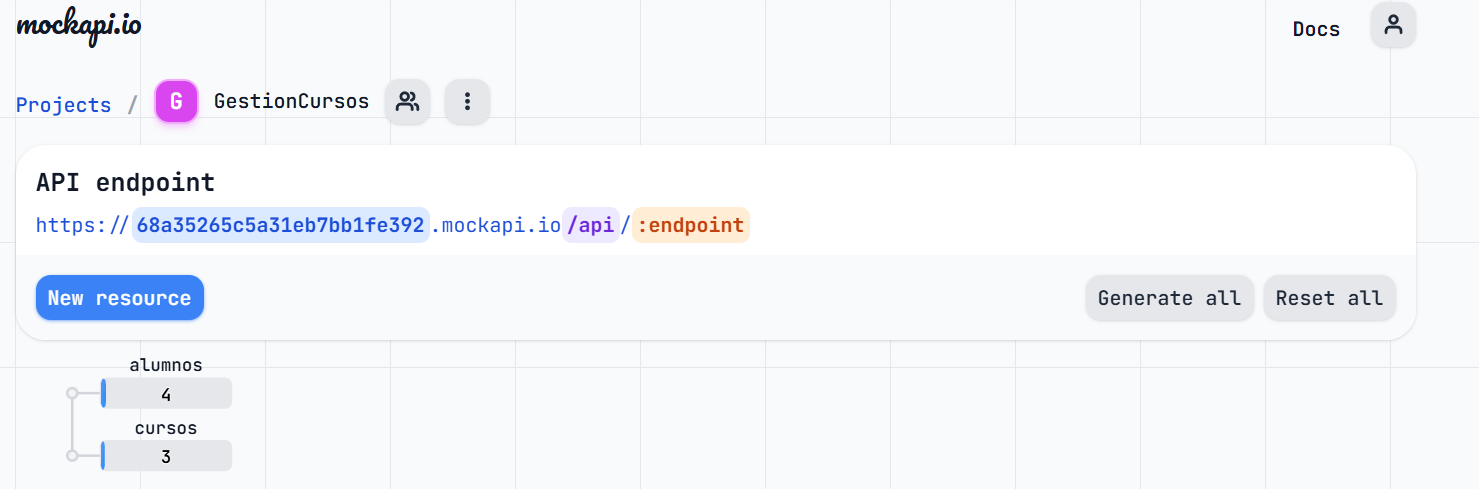 mockapi.io
Docs
Projects / G GestionCursos
API endpoint
https://68a35265c5a31eb7bb1fe392.mockapi.io/api/:endpoint
New resource
Generate all
Reset all
alumnos
4
cursos
3